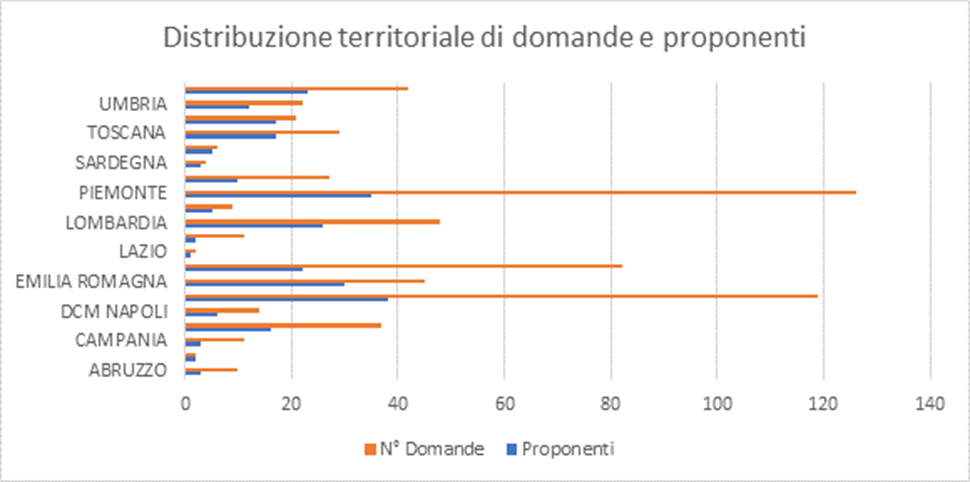 Distribuzione territoriale di domande e proponenti
UMBRIA
TOSCANA
SARDEGNA
PIEMONTE
LOMBARDIA
LAZIO
EMILIA ROMAGNA
DCM NAPOLI
CAMPANIA
ABRUZZO
0 20 40 60 80 100 120 140
N° Domande Proponenti